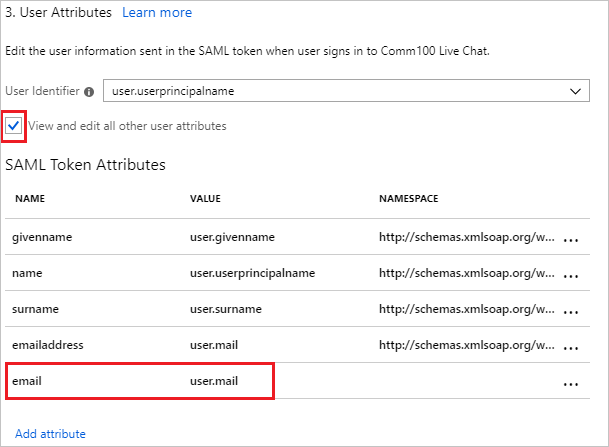 3. User Attributes Learn more
Edit the user information sent in the SAML token when user signs in to Comm100 Live Chat.
User Identifier user.userprincipalname
View and edit all other user attributes
SAML Token Attributes
NAME VALUE NAMESPACE
givenname user.givenname http://schemas.xmlsoap.org/w... ...
name user.userprincipalname http://schemas.xmlsoap.org/w... ...
surname user.surname http://schemas.xmlsoap.org/w... ...
emailaddress user.mail http://schemas.xmlsoap.org/w... ...
email user.mail ...
Add attribute